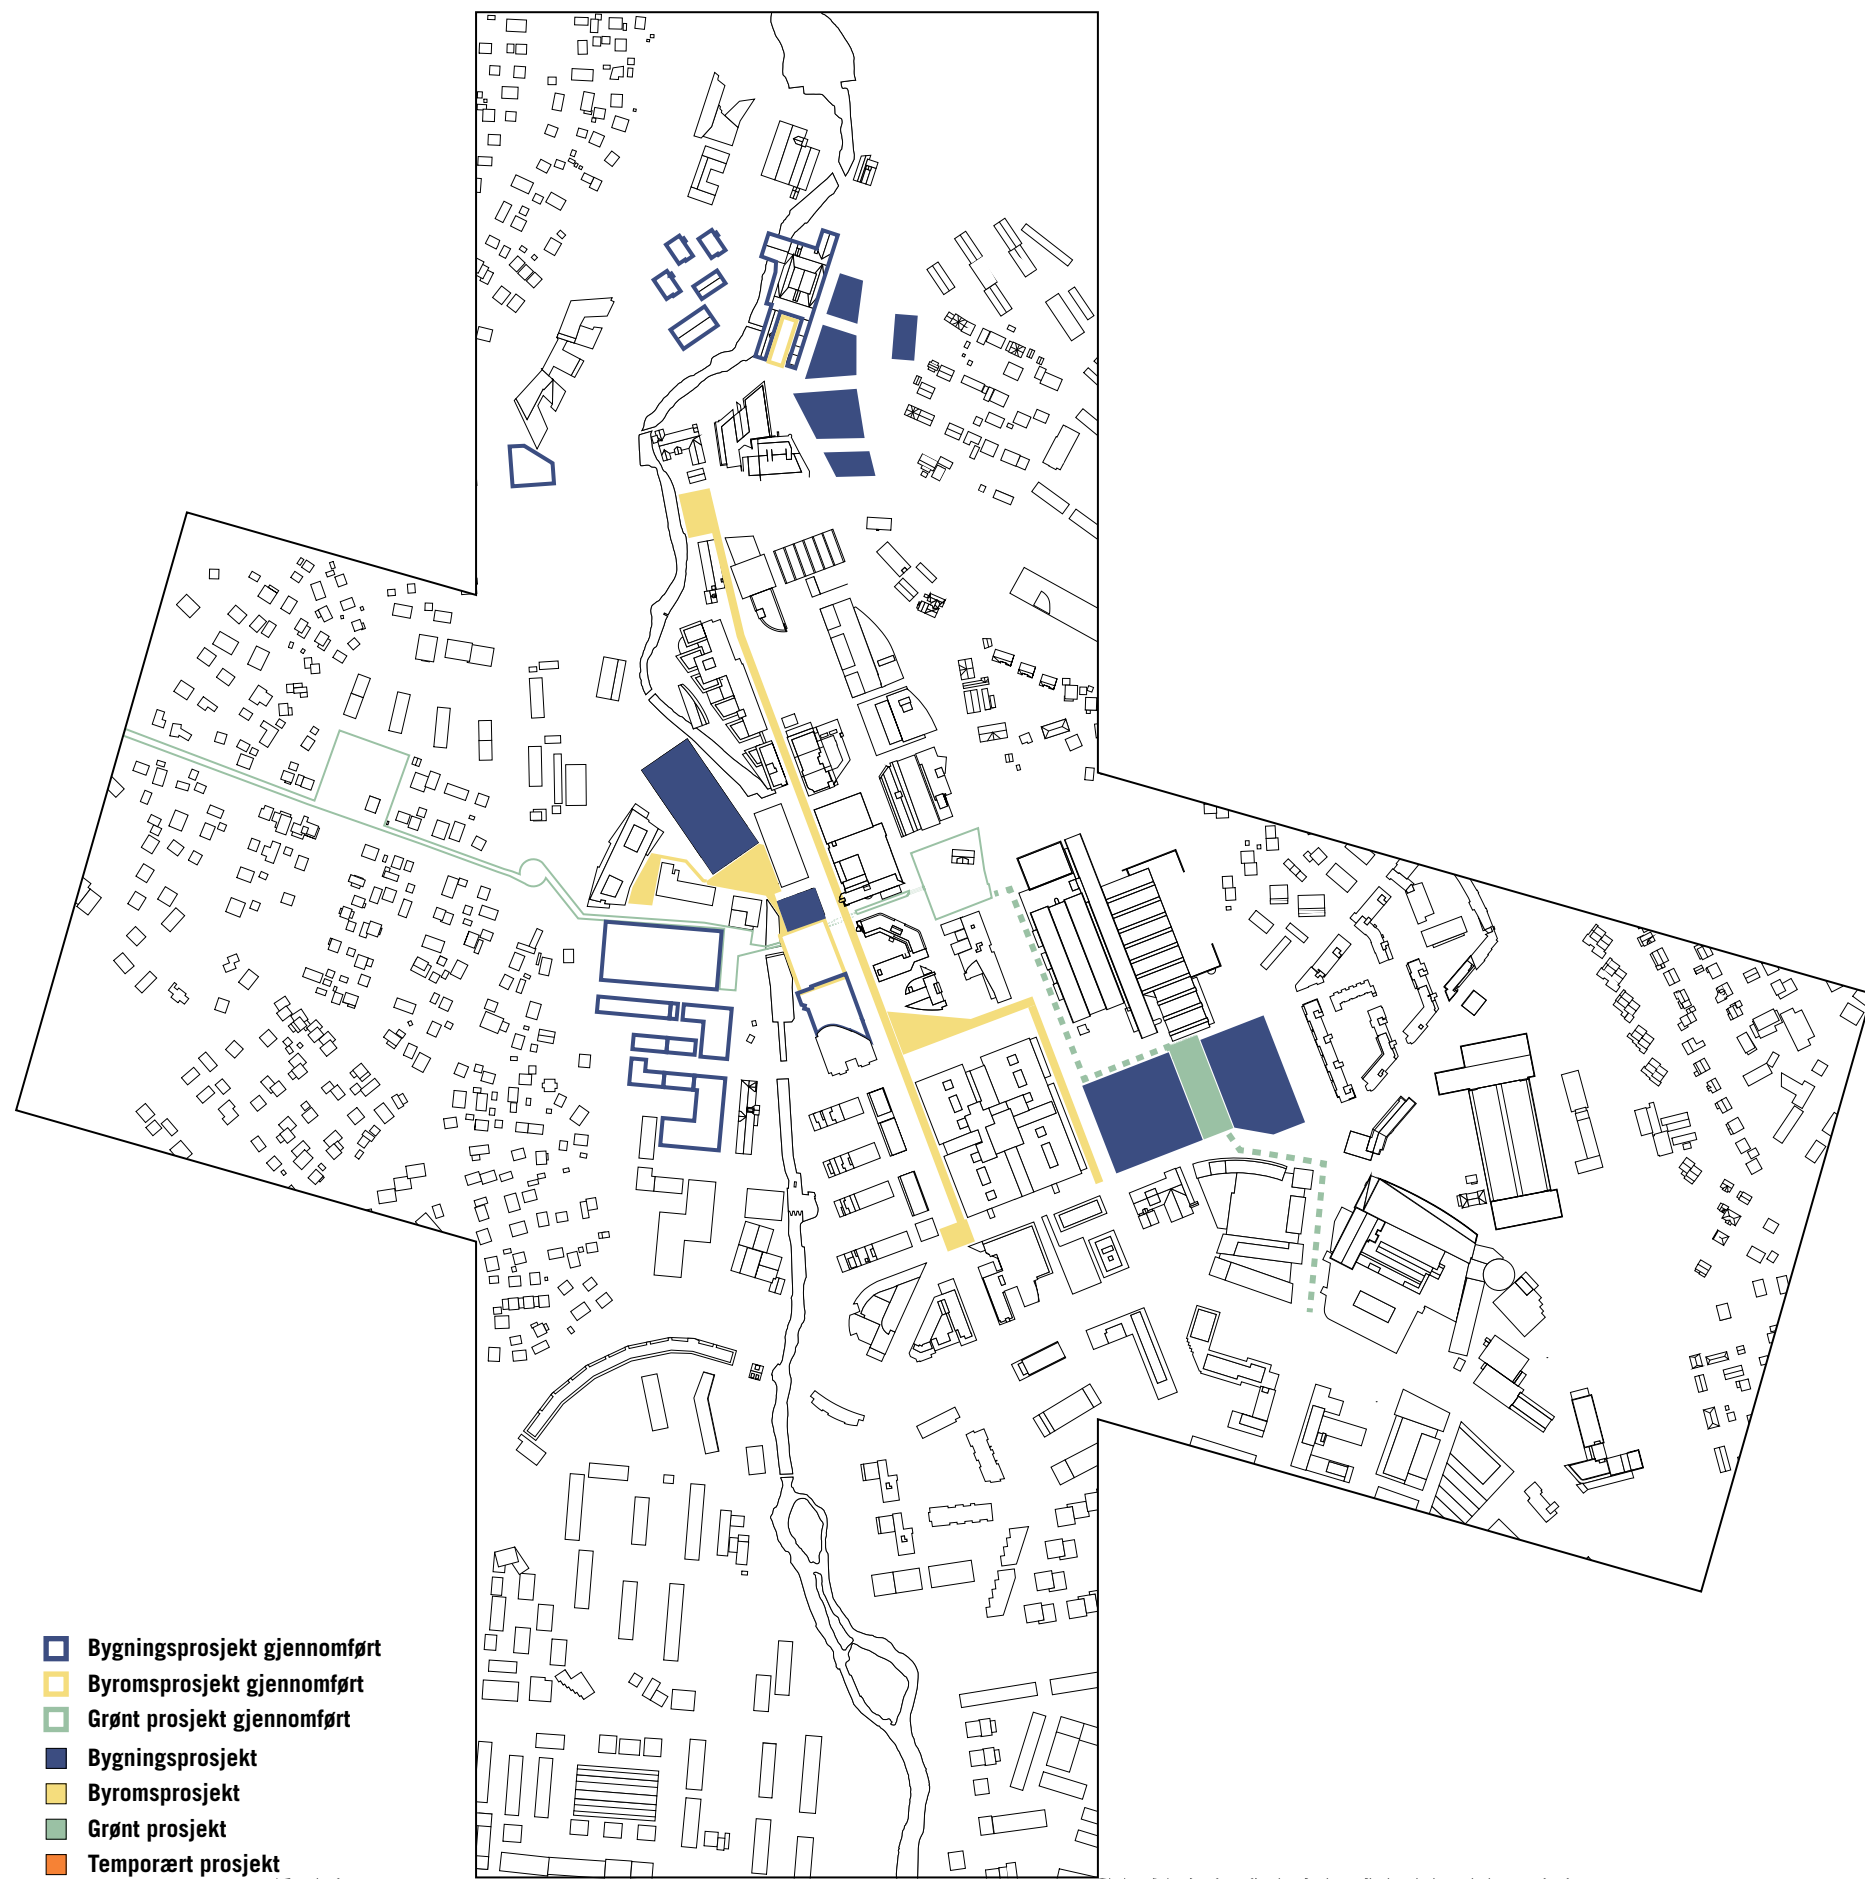 Bygningsprosjekt gjennomført
Byromsprosjekt gjennomført
Grønt prosjekt gjennomført
Bygningsprosjekt
Byromsprosjekt
Grønt prosjekt
Temporært prosjekt